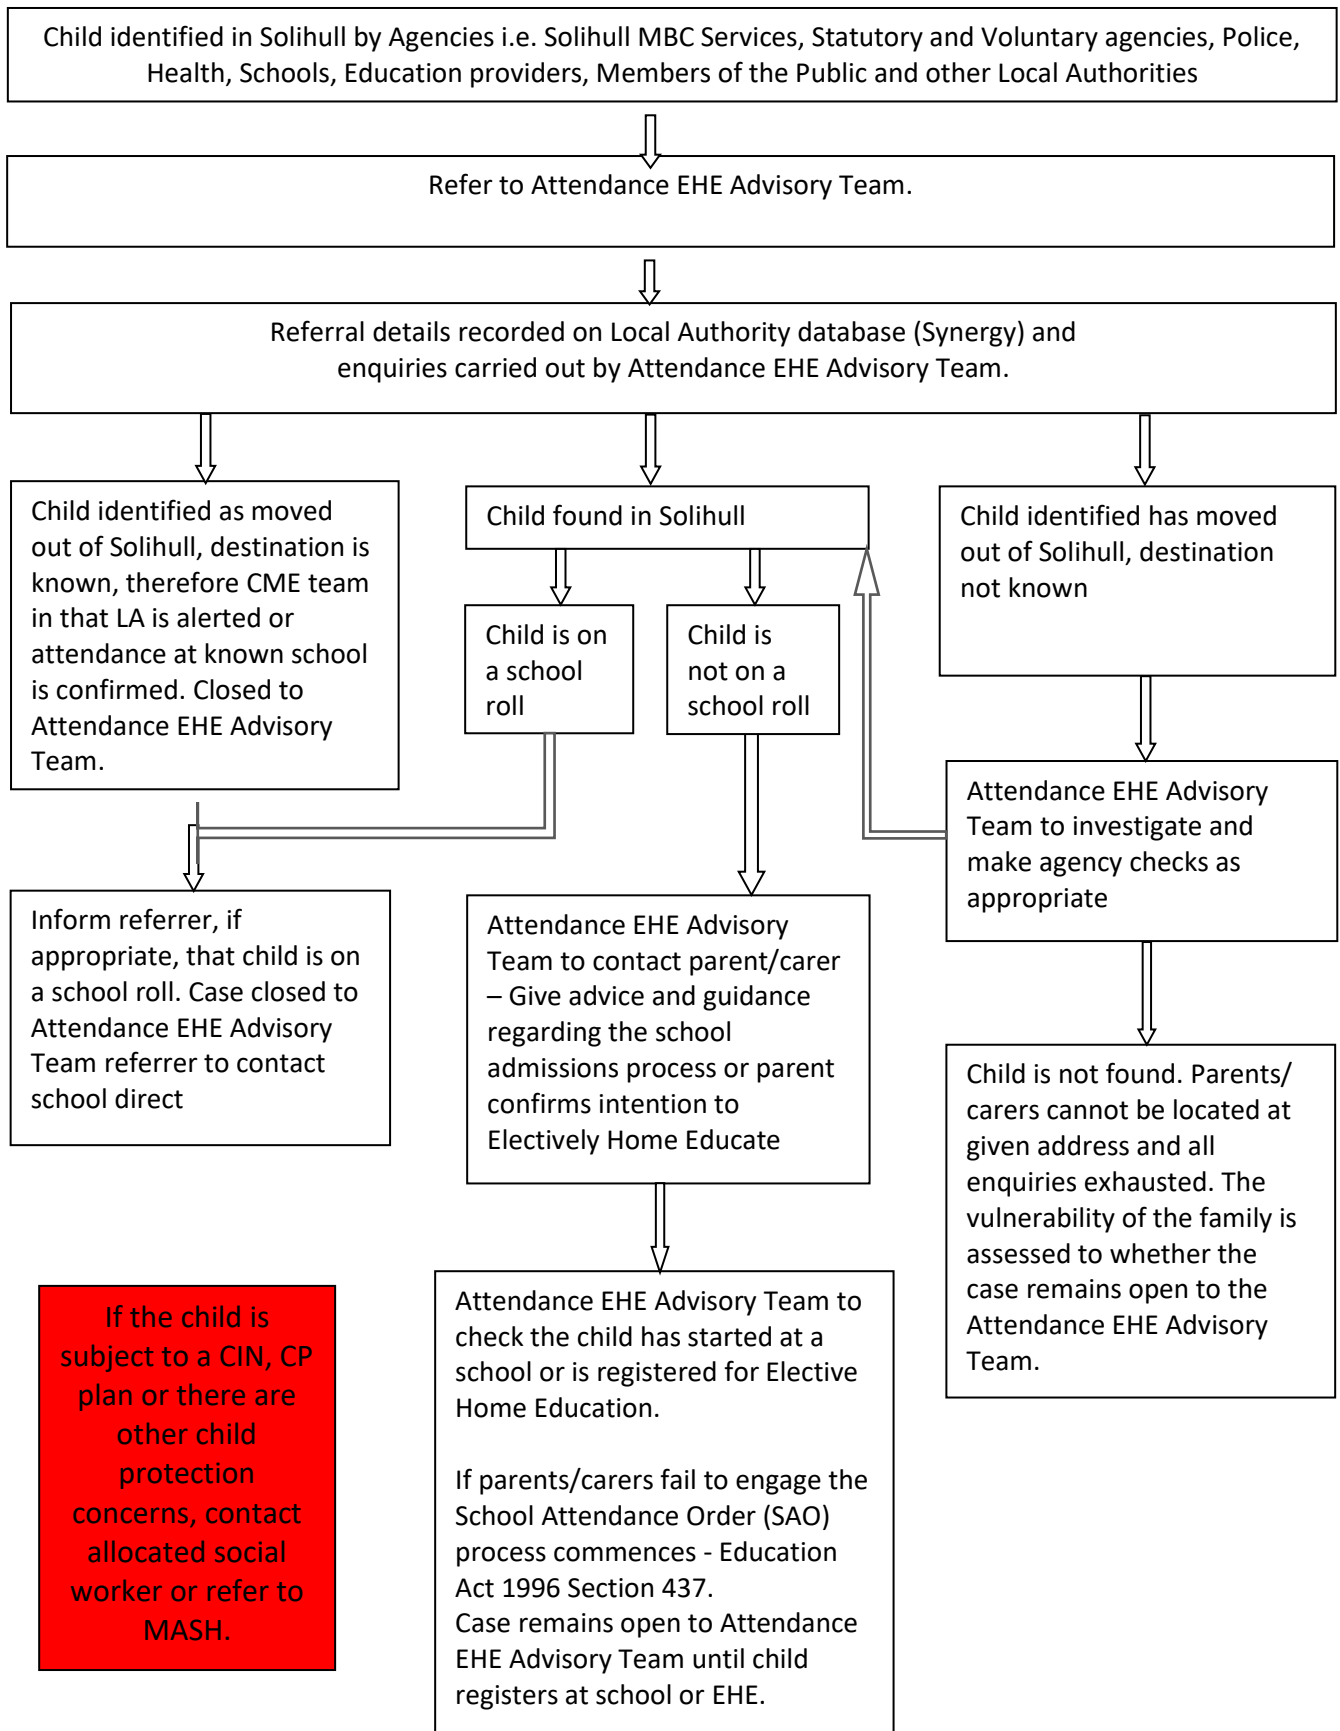 Child identified in Solihull by Agencies i.e. Solihull MBC Services, Statutory and Voluntary agencies, Police,
Health, Schools, Education providers, Members of the Public and other Local Authorities
Refer to Attendance EHE Advisory Team.
Referral details recorded on Local Authority database (Synergy) and
enquiries carried out by Attendance EHE Advisory Team.
Child identified as moved
out of Solihull, destination is
known, therefore CME team
in that LA is alerted or
attendance at known school
is confirmed. Closed to
Attendance EHE Advisory
Team.
Child found in Solihull
Child identified has moved
out of Solihull, destination
not known
Child is on
a school
roll
Child is
not on a
school roll
Attendance EHE Advisory
Team to investigate and
make agency checks as
appropriate
Inform referrer, if
appropriate, that child is on
a school roll. Case closed to
Attendance EHE Advisory
Team referrer to contact
school direct
Attendance EHE Advisory
Team to contact parent/carer
– Give advice and guidance
regarding the school
admissions process or parent
confirms intention to
Electively Home Educate
Child is not found. Parents/
carers cannot be located at
given address and all
enquiries exhausted. The
vulnerability of the family is
assessed to whether the
case remains open to the
Attendance EHE Advisory
Team.
If the child is
subject to a CIN, CP
plan or there are
other child
protection
concerns, contact
allocated social
worker or refer to
MASH.
Attendance EHE Advisory Team to
check the child has started at a
school or is registered for Elective
Home Education.
If parents/carers fail to engage the
School Attendance Order (SAO)
process commences - Education
Act 1996 Section 437.
Case remains open to Attendance
EHE Advisory Team until child
registers at school or EHE.